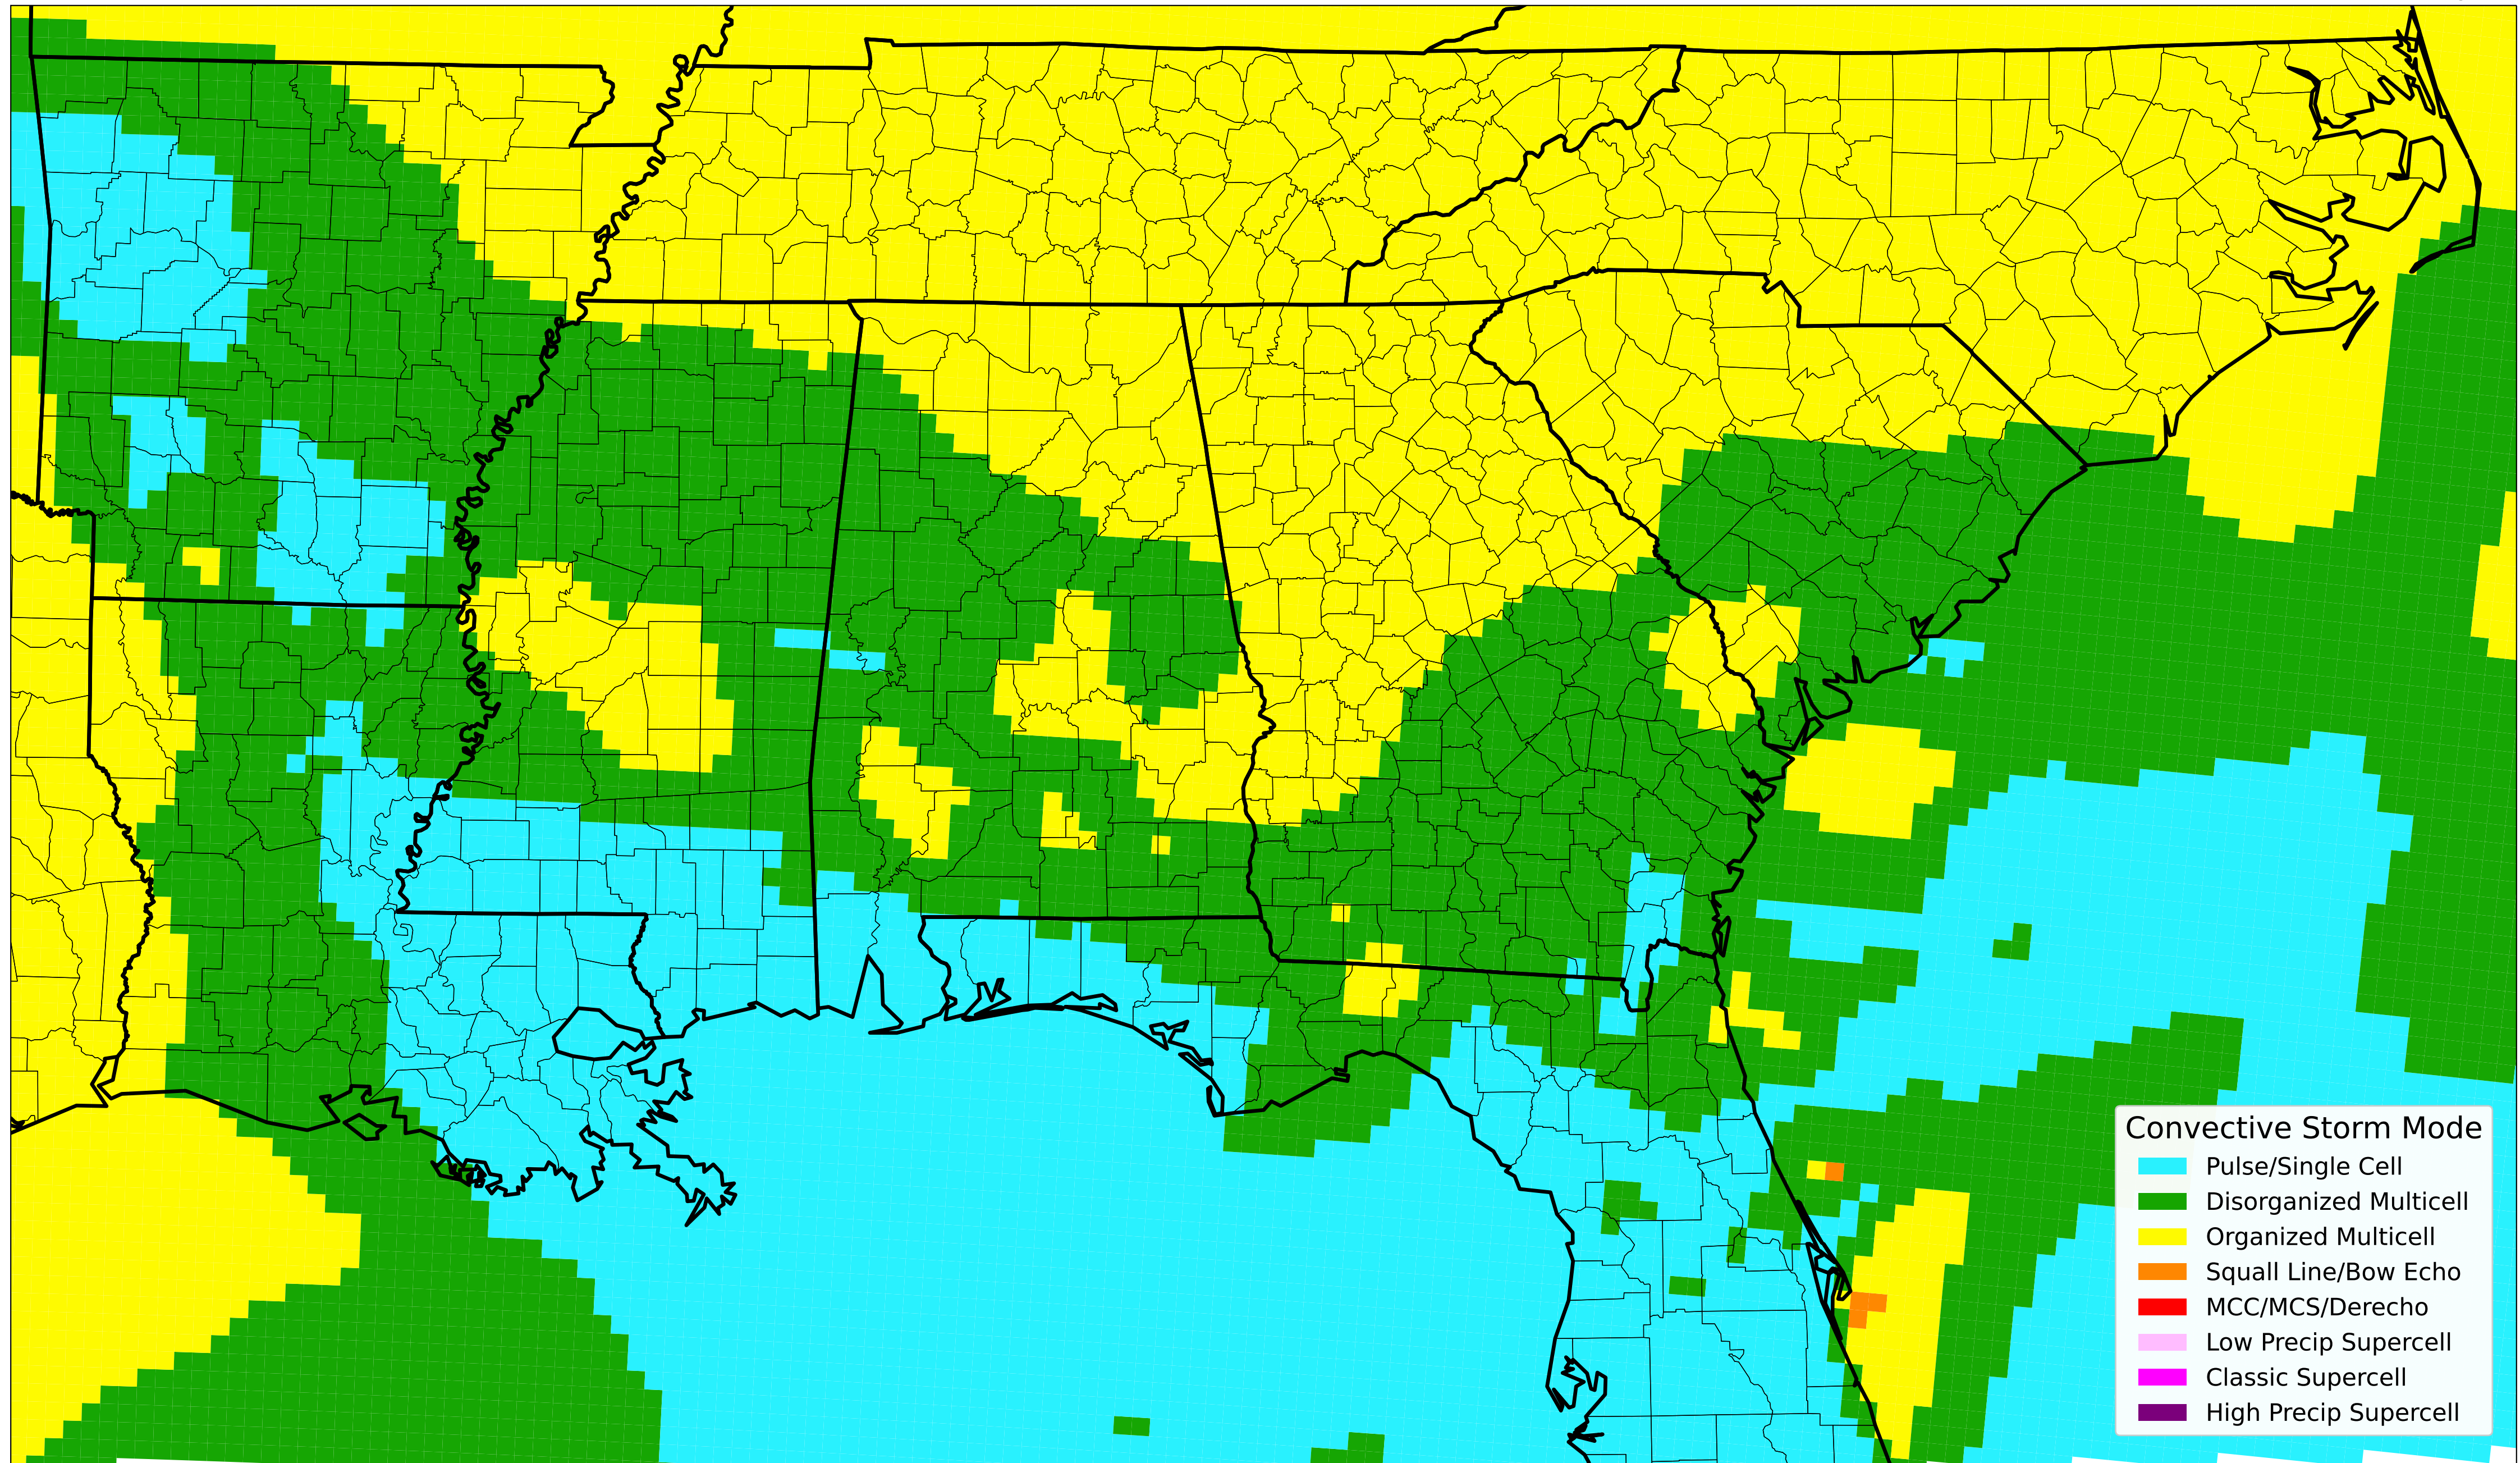 Convective Storm Mode
Pulse/Single Cell
Disorganized Multicell
Organized Multicell
Squall Line/Bow Echo
MCC/MCS/Derecho
Low Precip Supercell
Classic Supercell
High Precip Supercell